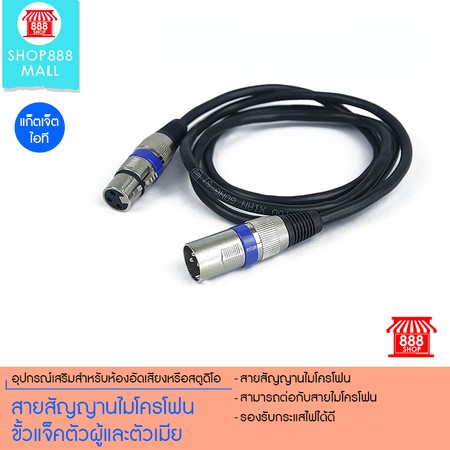 888
SHOP
SHOP888
MALL
แก็ตเจ็ต
ไอที
888
SHOP
อุปกรณ์เสริมสำหรับห้องอัดเสียงหรือสตูดิโอ
สายสัญญานไมโครโฟน
ขั้วแจ็คตัวผู้และตัวเมีย
- สายสัญญานไมโครโฟน
- สามารถต่อกับสายไมโครโฟน
- รองรับกระแสไฟได้ดี